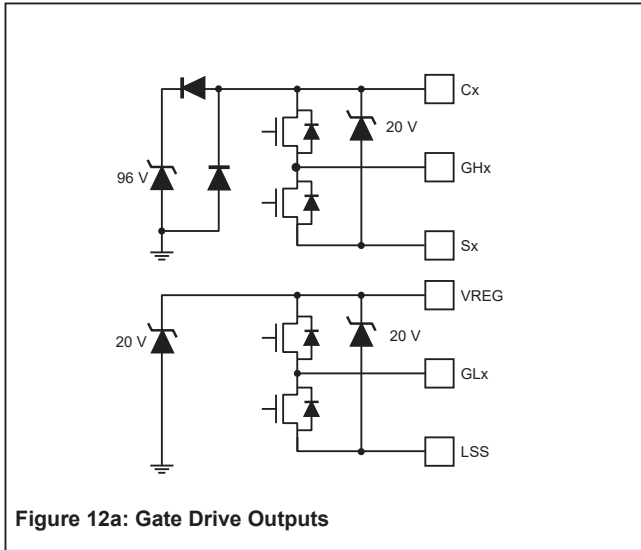 Cx
20 V
GHx
96 V
Sx
VREG
20 V
20 V
GLx
LSS
Figure 12a: Gate Drive Outputs